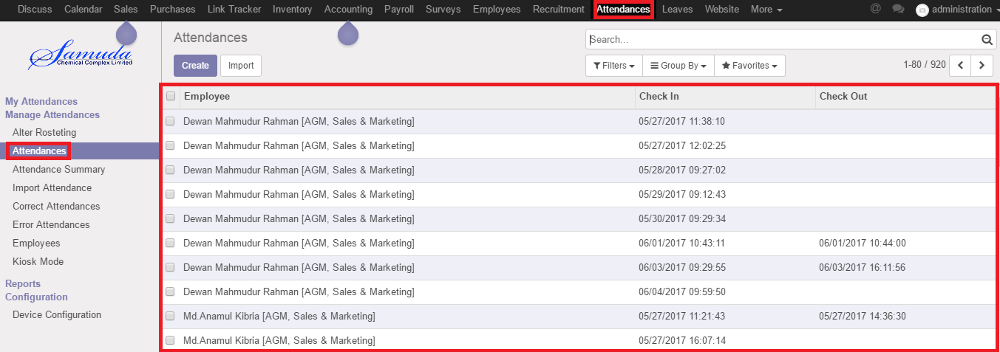 Discuss Calendar Sales Purchases Link Tracker Inventory Accounting Payroll Surveys Employees Recruitment Attendances Leaves Website More @ administration
Samuda
Chemical Complex Limited
Attendances
Search...
Create Import
Filters Group By Favorites 1-80 / 920
My Attendances
Manage Attendances
Alter Rosteting
Attendances
Attendance Summary
Import Attendance
Correct Attendances
Error Attendances
Employees
Kiosk Mode
Reports
Configuration
Device Configuration
Employee Check In Check Out
Dewan Mahmudur Rahman [AGM, Sales & Marketing] 05/27/2017 11:38:10
Dewan Mahmudur Rahman [AGM, Sales & Marketing] 05/27/2017 12:02:25
Dewan Mahmudur Rahman [AGM, Sales & Marketing] 05/28/2017 09:27:02
Dewan Mahmudur Rahman [AGM, Sales & Marketing] 05/29/2017 09:12:43
Dewan Mahmudur Rahman [AGM, Sales & Marketing] 05/30/2017 09:29:34
Dewan Mahmudur Rahman [AGM, Sales & Marketing] 06/01/2017 10:43:11 06/01/2017 10:44:00
Dewan Mahmudur Rahman [AGM, Sales & Marketing] 06/03/2017 09:29:55 06/03/2017 16:11:56
Dewan Mahmudur Rahman [AGM, Sales & Marketing] 06/04/2017 09:59:50
Md.Anamul Kibria [AGM, Sales & Marketing] 05/27/2017 11:21:43 05/27/2017 14:36:30
Md.Anamul Kibria [AGM, Sales & Marketing] 05/27/2017 16:07:14